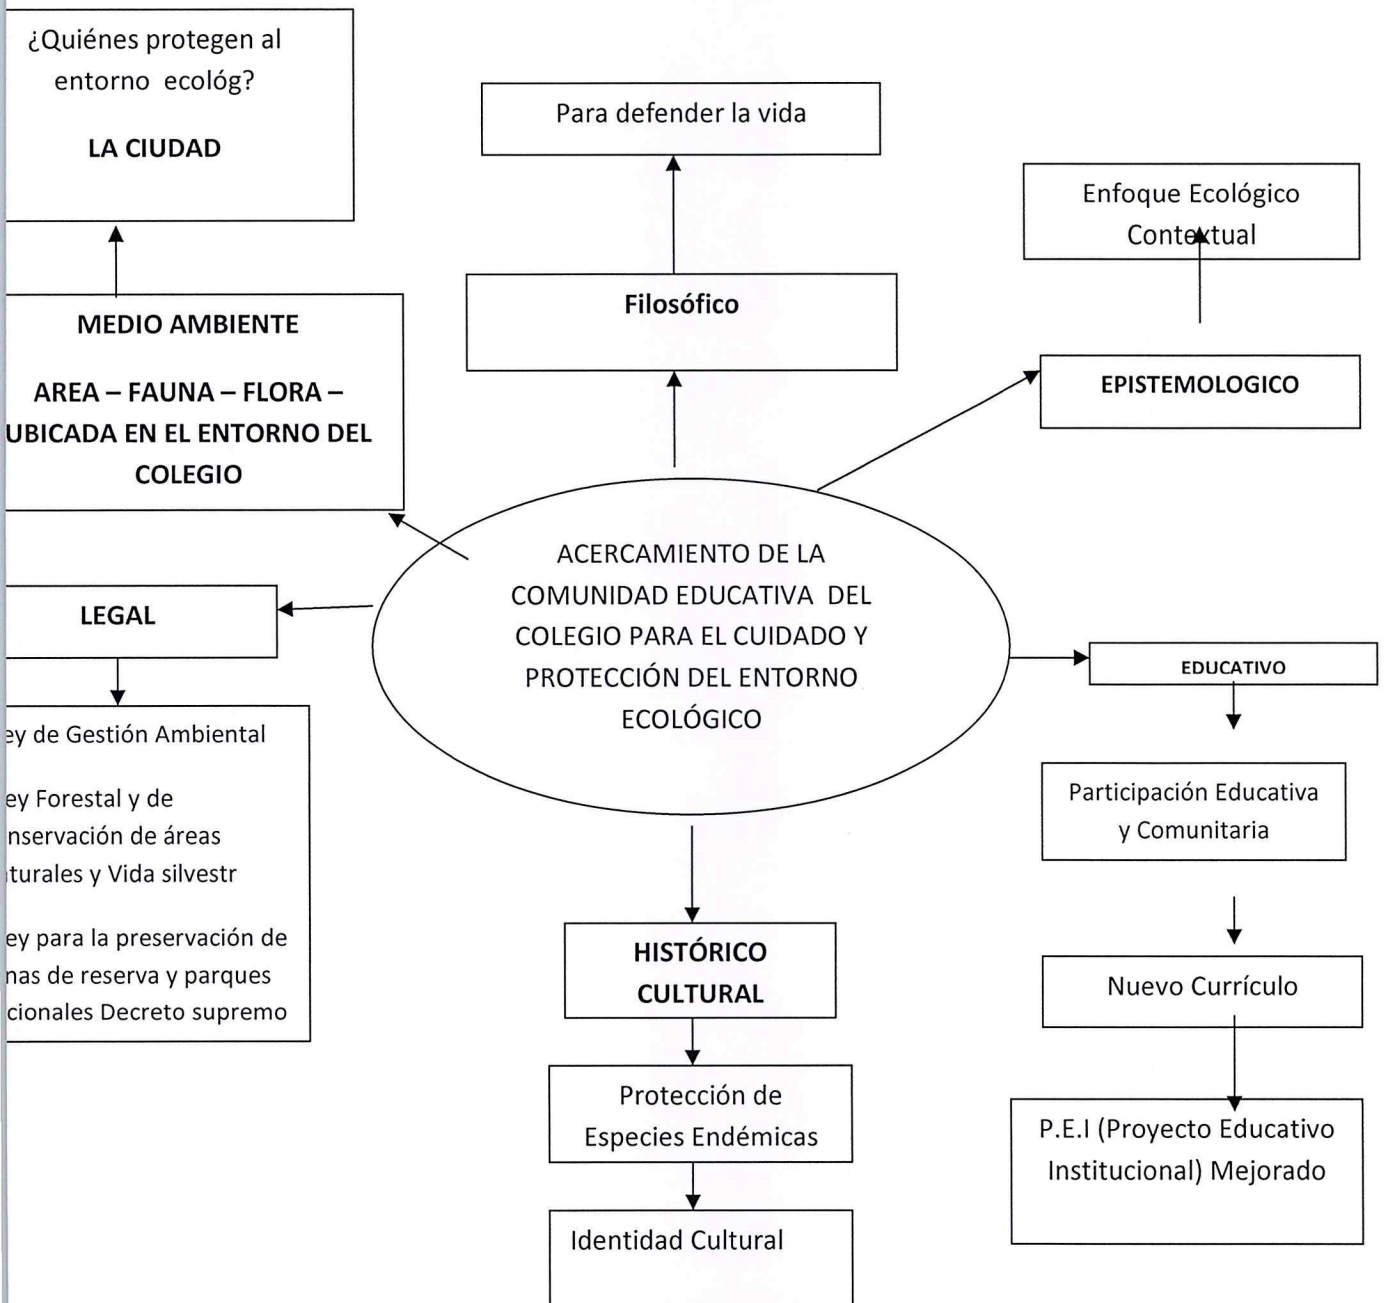 ¿Quiénes protegen al
entorno ecológ?
LA CIUDAD
Para defender la vida
Enfoque Ecológico
Contextual
Filosófico
MEDIO AMBIENTE
AREA – FAUNA – FLORA –
UBICADA EN EL ENTORNO DEL
COLEGIO
EPISTEMOLOGICO
ACERCAMIENTO DE LA
COMUNIDAD EDUCATIVA DEL
COLEGIO PARA EL CUIDADO Y
PROTECCIÓN DEL ENTORNO
ECOLÓGICO
LEGAL
ey de Gestión Ambiental
ey Forestal y de
nservación de áreas
turales y Vida silvestr
ey para la preservación de
nas de reserva y parques
cionales Decreto supremo
EDUCATIVO
Participación Educativa
y Comunitaria
Nuevo Currículo
P.E.I (Proyecto Educativo
Institucional) Mejorado
HISTÓRICO
CULTURAL
Protección de
Especies Endémicas
Identidad Cultural